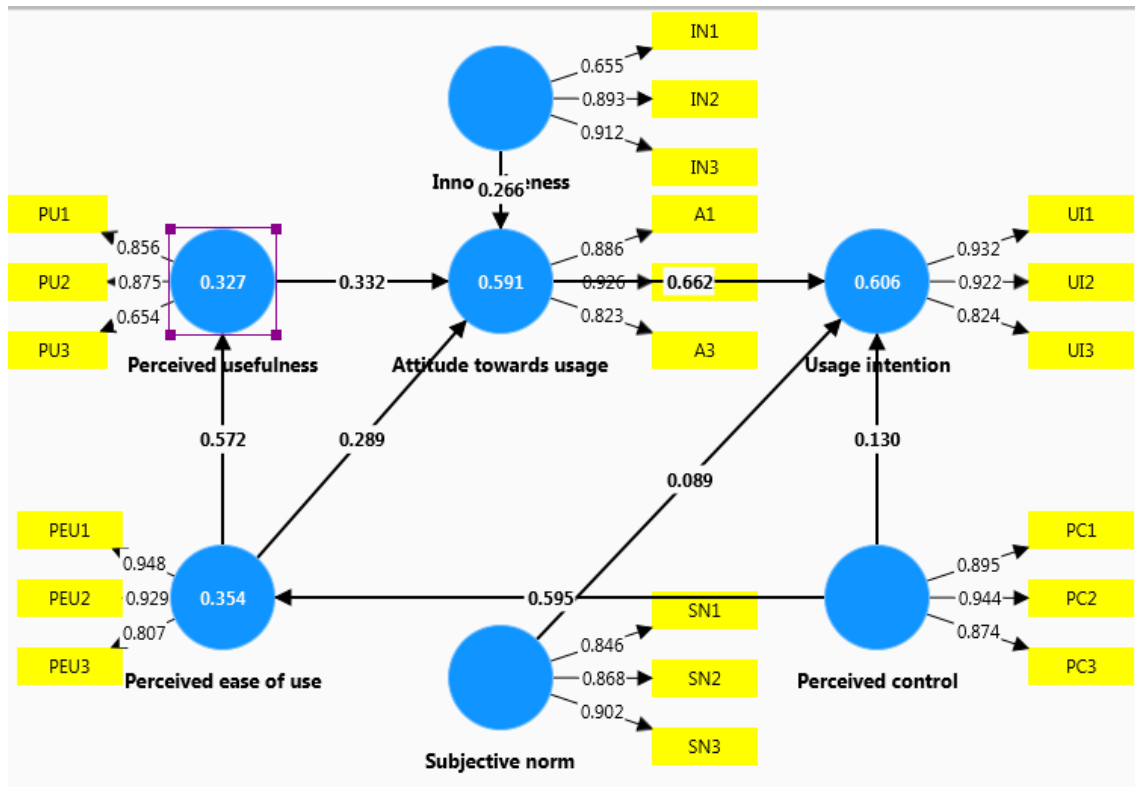 IN1
0.655
0.893
IN2
0.912
IN3
0.266
PU1
0.856
PU2
0.875
0.654
PU3
0.327
Perceived usefulness
0.332
0.591
Attitude towards usage
A1
0.886
0.926
0.662
0.823
A3
0.606
Usage intention
UI1
0.932
0.922
UI2
0.824
UI3
0.572
0.289
0.089
0.130
PEU1
0.948
PEU2
0.929
0.807
PEU3
0.354
Perceived ease of use
0.595
SN1
0.846
0.868
SN2
0.902
SN3
Subjective norm
PC1
0.895
0.944
PC2
0.874
PC3
Perceived control